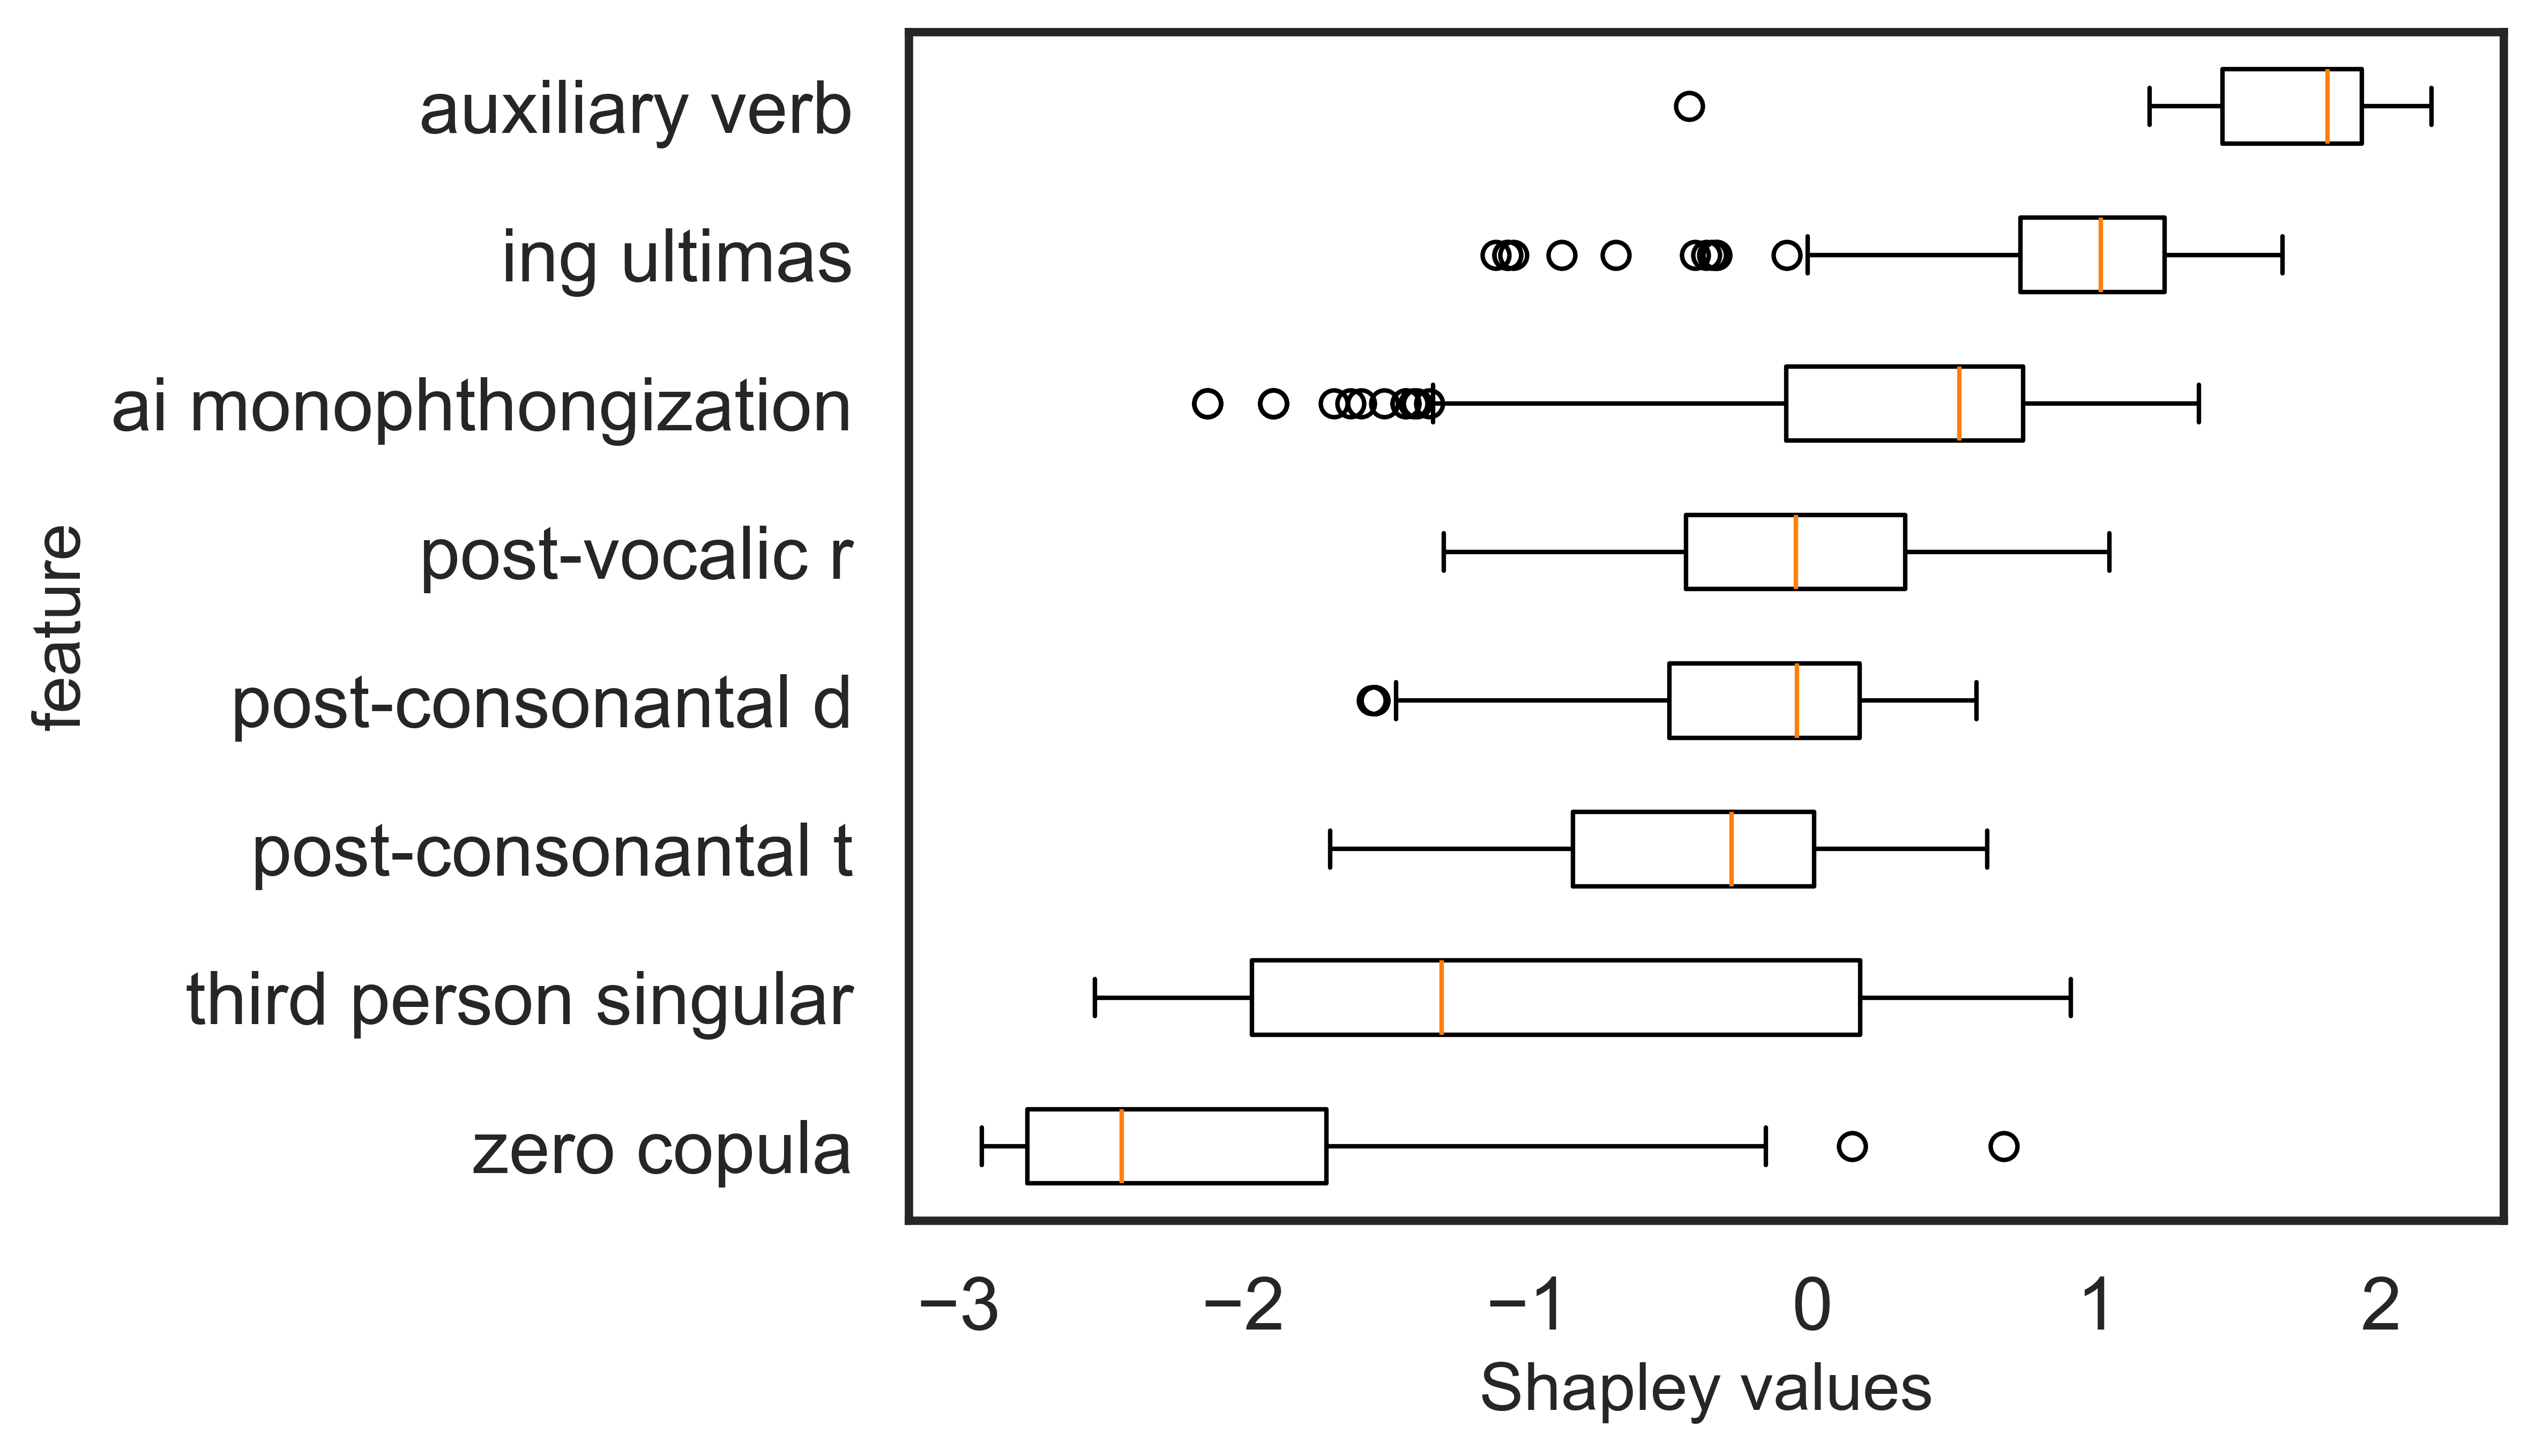 auxiliary verb
ing ultimas
ai monophthongization
post-vocalic r
post-consonantal d
post-consonantal t
third person singular
zero copula
feature
−3 −2 −1 0 1 2
Shapley values